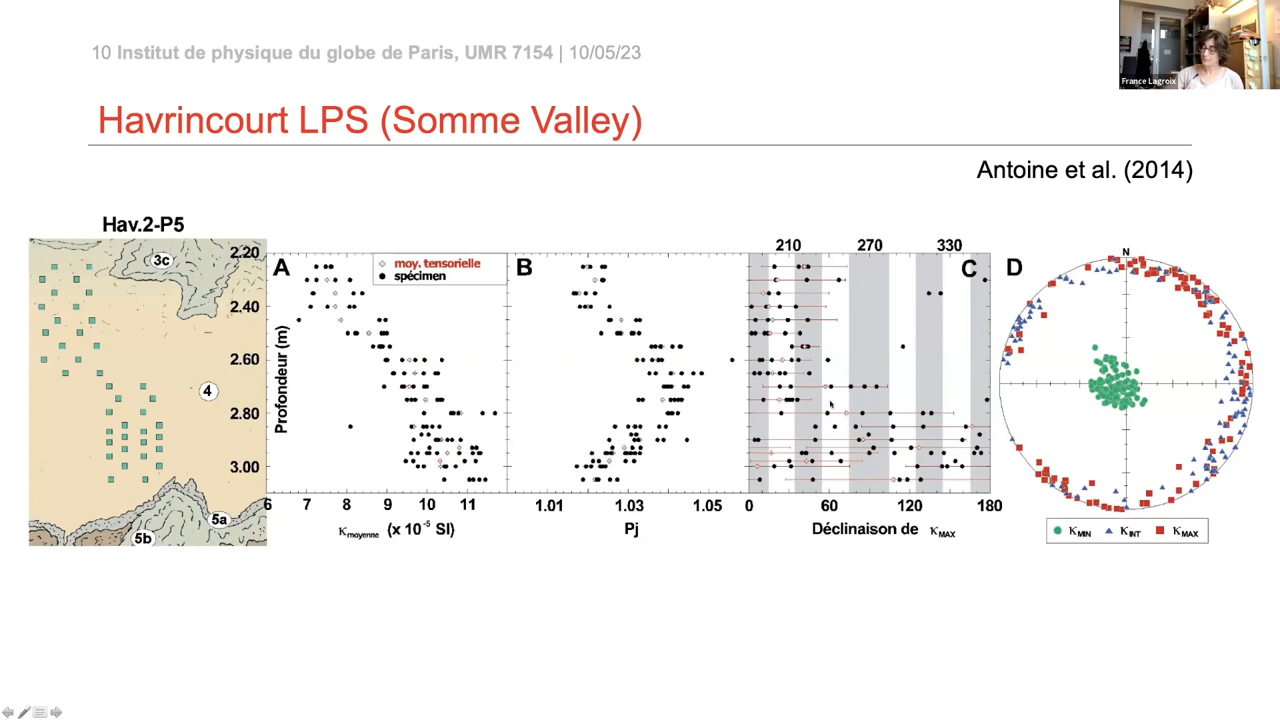 10 Institut de physique du globe de Paris, UMR 7154 | 10/05/23
France Lagroix
Havrincourt LPS (Somme Valley)
Antoine et al. (2014)
Hav.2-P5
3c
4
5a
5b
2.20
2.40
2.60
2.80
3.00
Profondeur (m)
A
moy. tensorielle
spécimen
6 7 8 9 10 11
κmoyenne (x 10⁻⁵ SI)
B
1.01 1.03 1.05
Pj
210 270 330
C
0 60 120 180
Déclinaison de κMAX
D
N
κMIN κINT κMAX